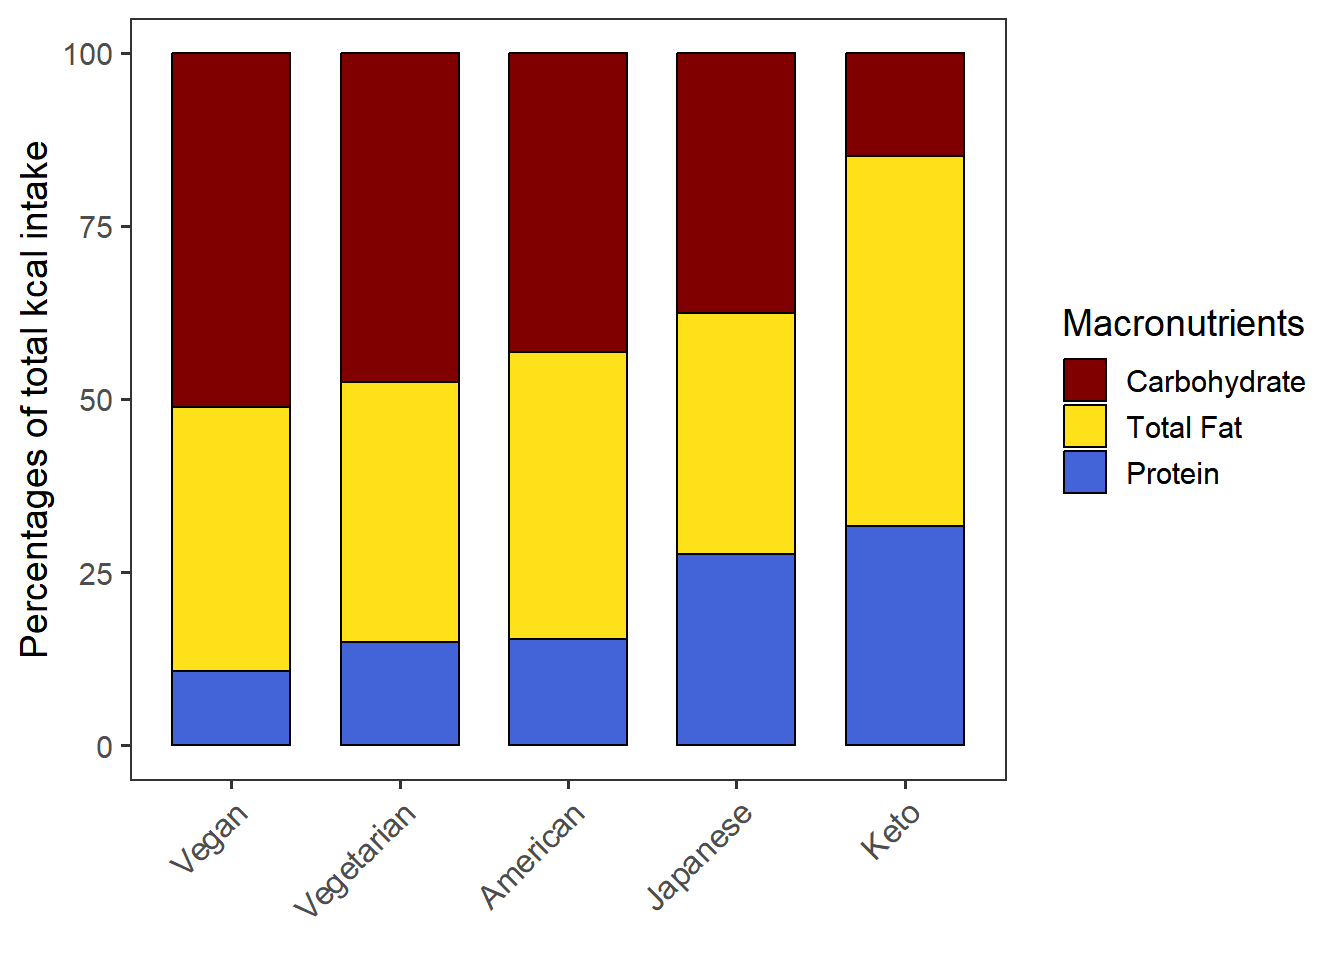 Percentages of total kcal intake
100
75
50
25
0
Vegan
Vegetarian
American
Japanese
Keto
Macronutrients
Carbohydrate
Total Fat
Protein